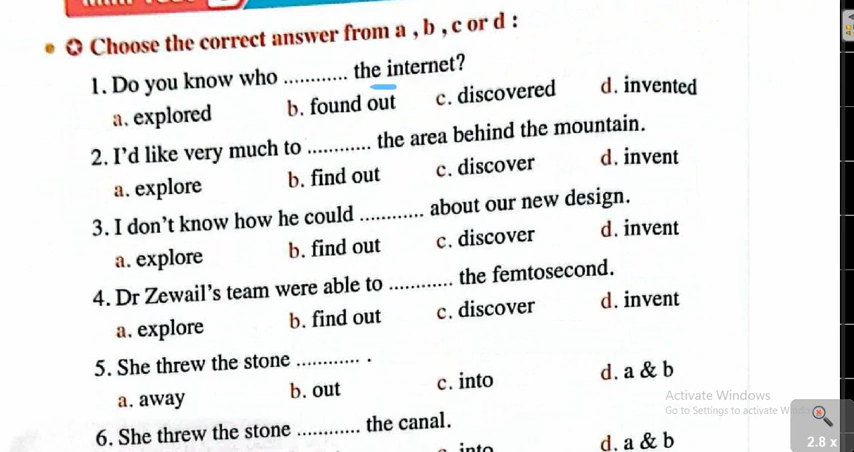 Choose the correct answer from a , b , c or d :
1. Do you know who ............ the internet?
a. explored b. found out c. discovered d. invented
2. I'd like very much to ............ the area behind the mountain.
a. explore b. find out c. discover d. invent
3. I don't know how he could ............ about our new design.
a. explore b. find out c. discover d. invent
4. Dr Zewail's team were able to ............ the femtosecond.
a. explore b. find out c. discover d. invent
5. She threw the stone ............ .
a. away b. out c. into d. a & b
Activate Windows
Go to Settings to activate
6. She threw the stone ............ the canal.
into d. a & b
2.8 x